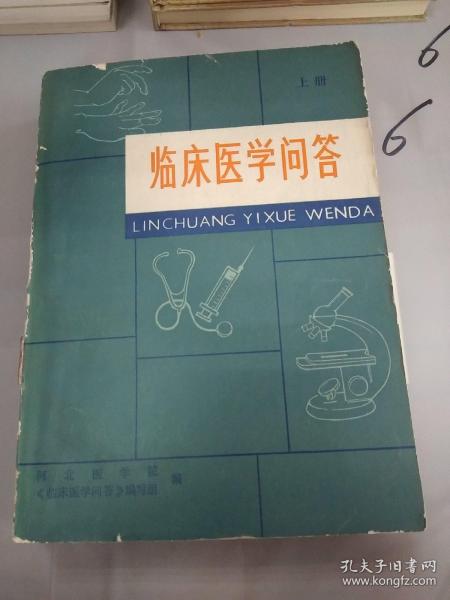 6
6
上册
临床医学问答
LINCHUANG YIXUE WENDA
河北医学院
《临床医学问答》编写组 编
孔夫子旧书网
www.kongfz.com